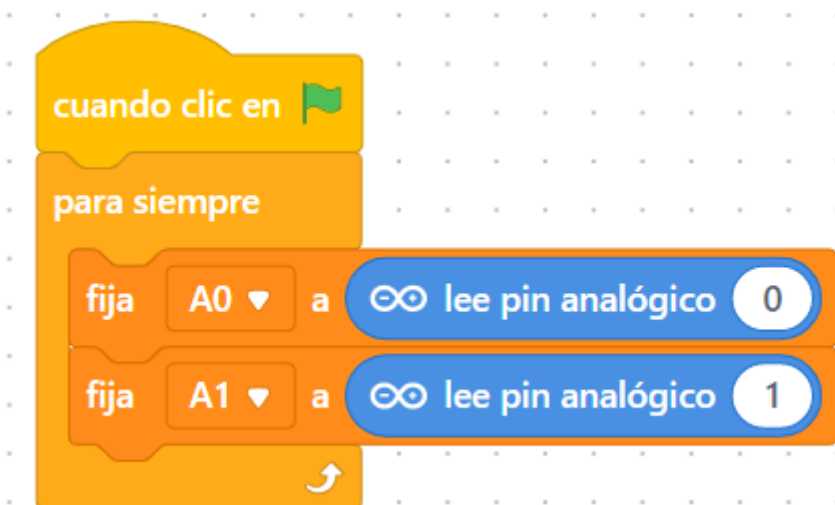 cuando clic en
para siempre
fija A0 a lee pin analógico 0
fija A1 a lee pin analógico 1